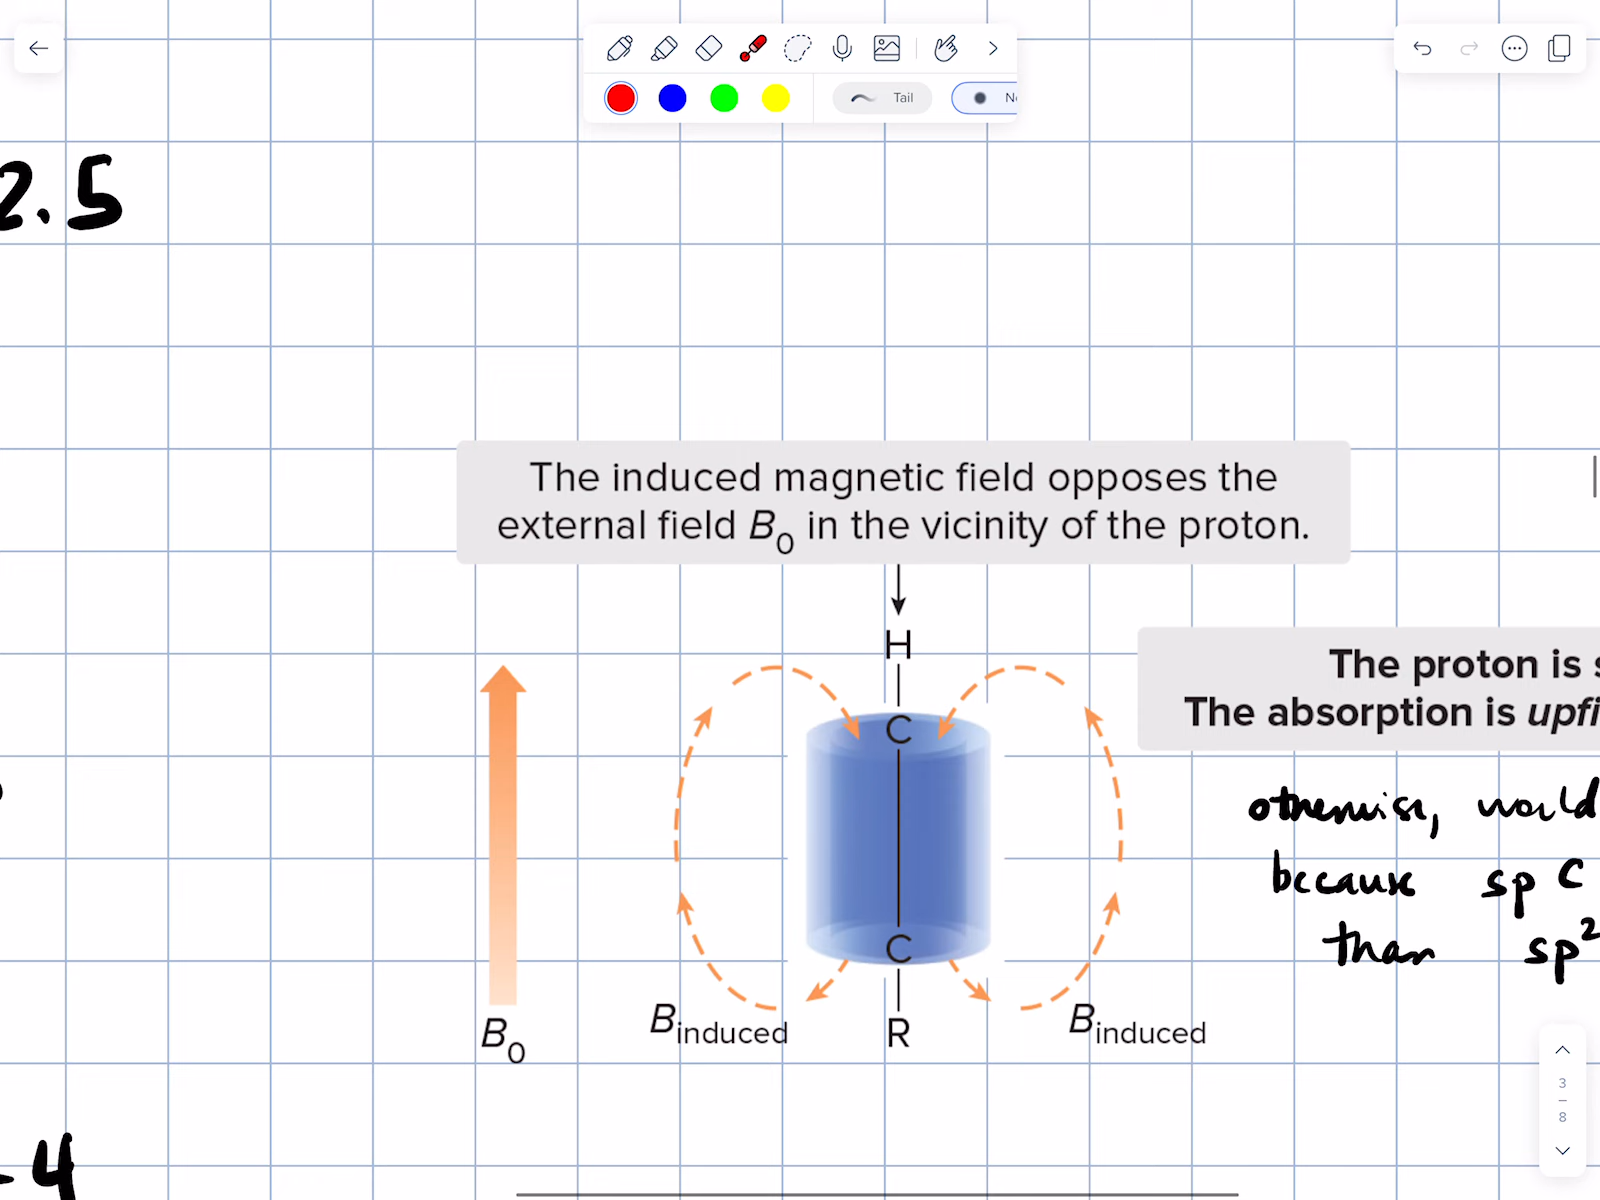 Tail
2.5
The induced magnetic field opposes the
external field B0 in the vicinity of the proton.
H
The proton is
The absorption is
C
otherwise, would
because sp C
than sp2
C
Binduced
R
Binduced
B0
3
8
4